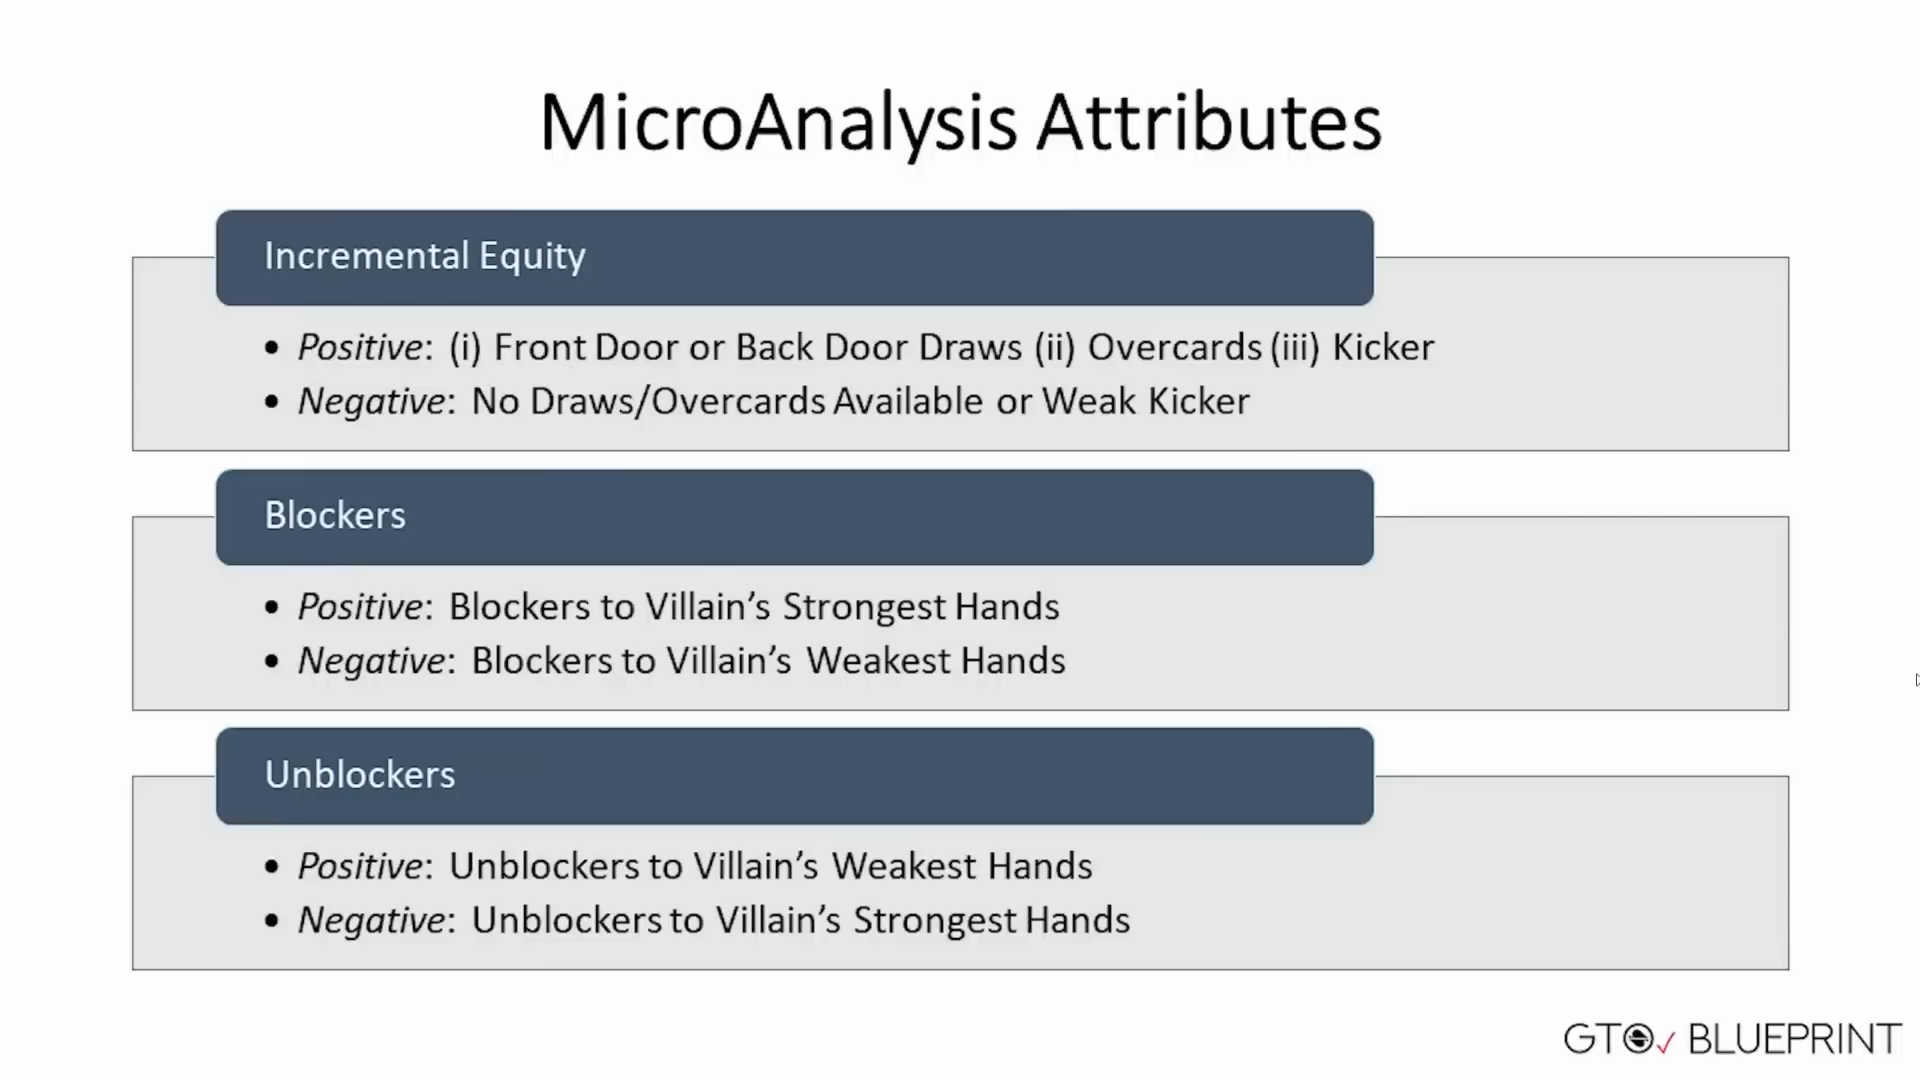 MicroAnalysis Attributes
Incremental Equity
• Positive: (i) Front Door or Back Door Draws (ii) Overcards (iii) Kicker
• Negative: No Draws/Overcards Available or Weak Kicker
Blockers
• Positive: Blockers to Villain’s Strongest Hands
• Negative: Blockers to Villain’s Weakest Hands
Unblockers
• Positive: Unblockers to Villain’s Weakest Hands
• Negative: Unblockers to Villain’s Strongest Hands
GTO BLUEPRINT